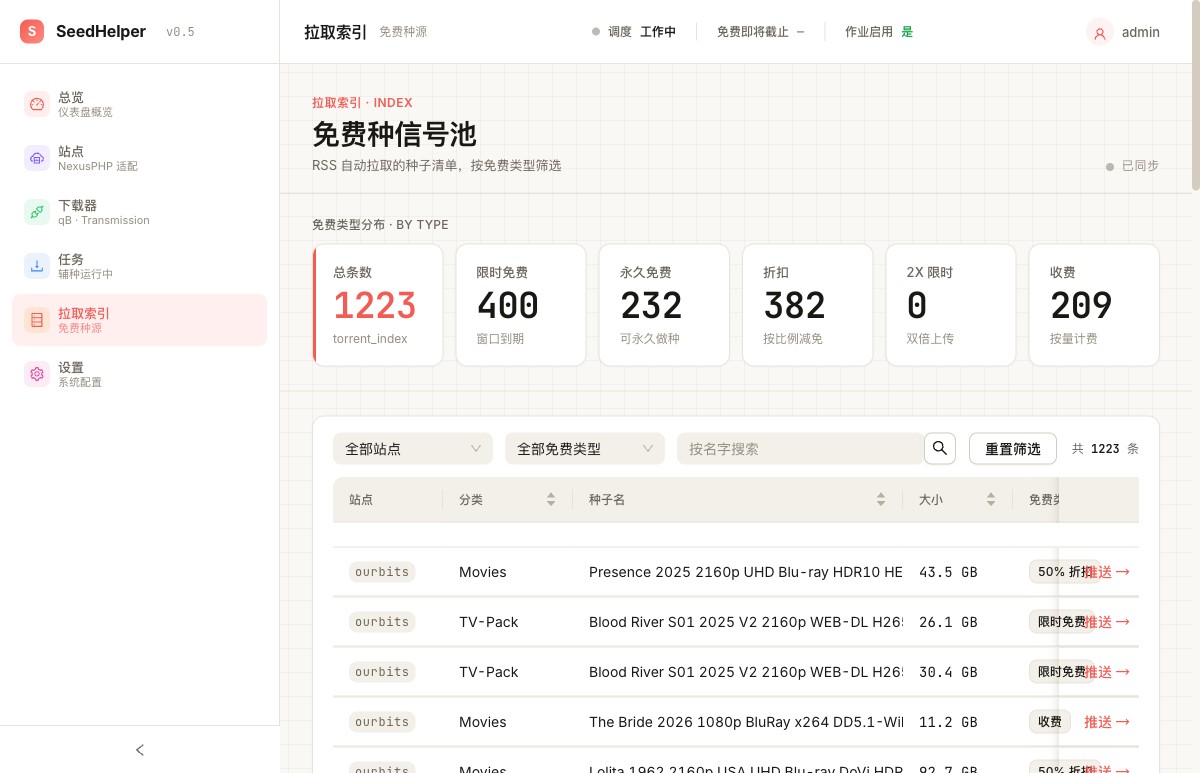 S SeedHelper v0.5
拉取索引 免费种源
调度 工作中
免费即将截止 –
作业启用 是
admin
总览
仪表盘概览
站点
NexusPHP 适配
下载器
qB · Transmission
任务
辅种运行中
拉取索引
免费种源
设置
系统配置
拉取索引 · INDEX
免费种信号池
RSS 自动拉取的种子清单，按免费类型筛选
已同步
免费类型分布 · BY TYPE
总条数
1223
torrent_index
限时免费
400
窗口到期
永久免费
232
可永久做种
折扣
382
按比例减免
2X 限时
0
双倍上传
收费
209
按量计费
全部站点 全部免费类型 按名字搜索 重置筛选 共 1223 条
站点 分类 种子名 大小 免费
ourbits Movies Presence 2025 2160p UHD Blu-ray HDR10 HE 43.5 GB 50% 折扣 推送 →
ourbits TV-Pack Blood River S01 2025 V2 2160p WEB-DL H265 26.1 GB 限时免费 推送 →
ourbits TV-Pack Blood River S01 2025 V2 2160p WEB-DL H265 30.4 GB 限时免费 推送 →
ourbits Movies The Bride 2026 1080p BluRay x264 DD5.1-Wil 11.2 GB 收费 推送 →
ourbits Movies Lolita 1962 2160p USA UHD Blu-ray DoVi HDR 92.7 GB 50% 折扣 推送 →